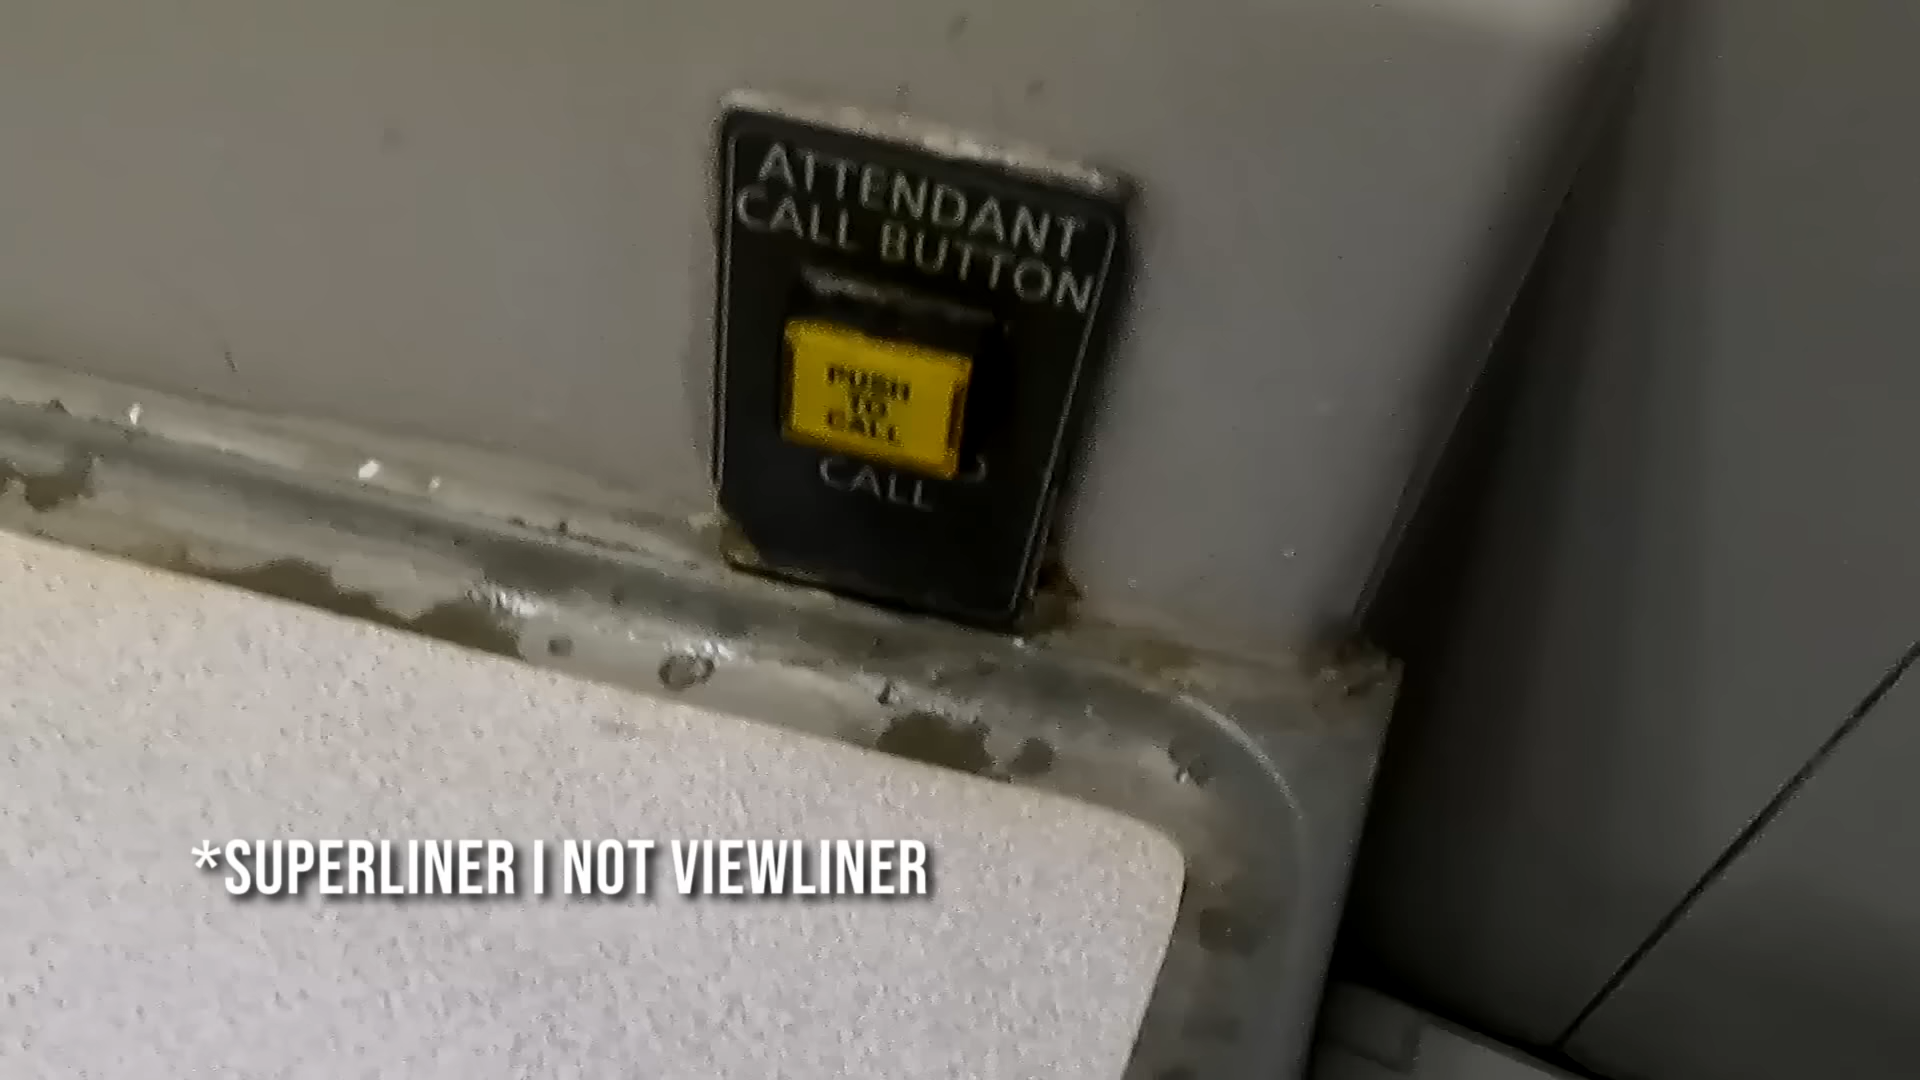 ATTENDANT
CALL BUTTON
PUSH
TO
CALL
CALL
*SUPERLINER I NOT VIEWLINER